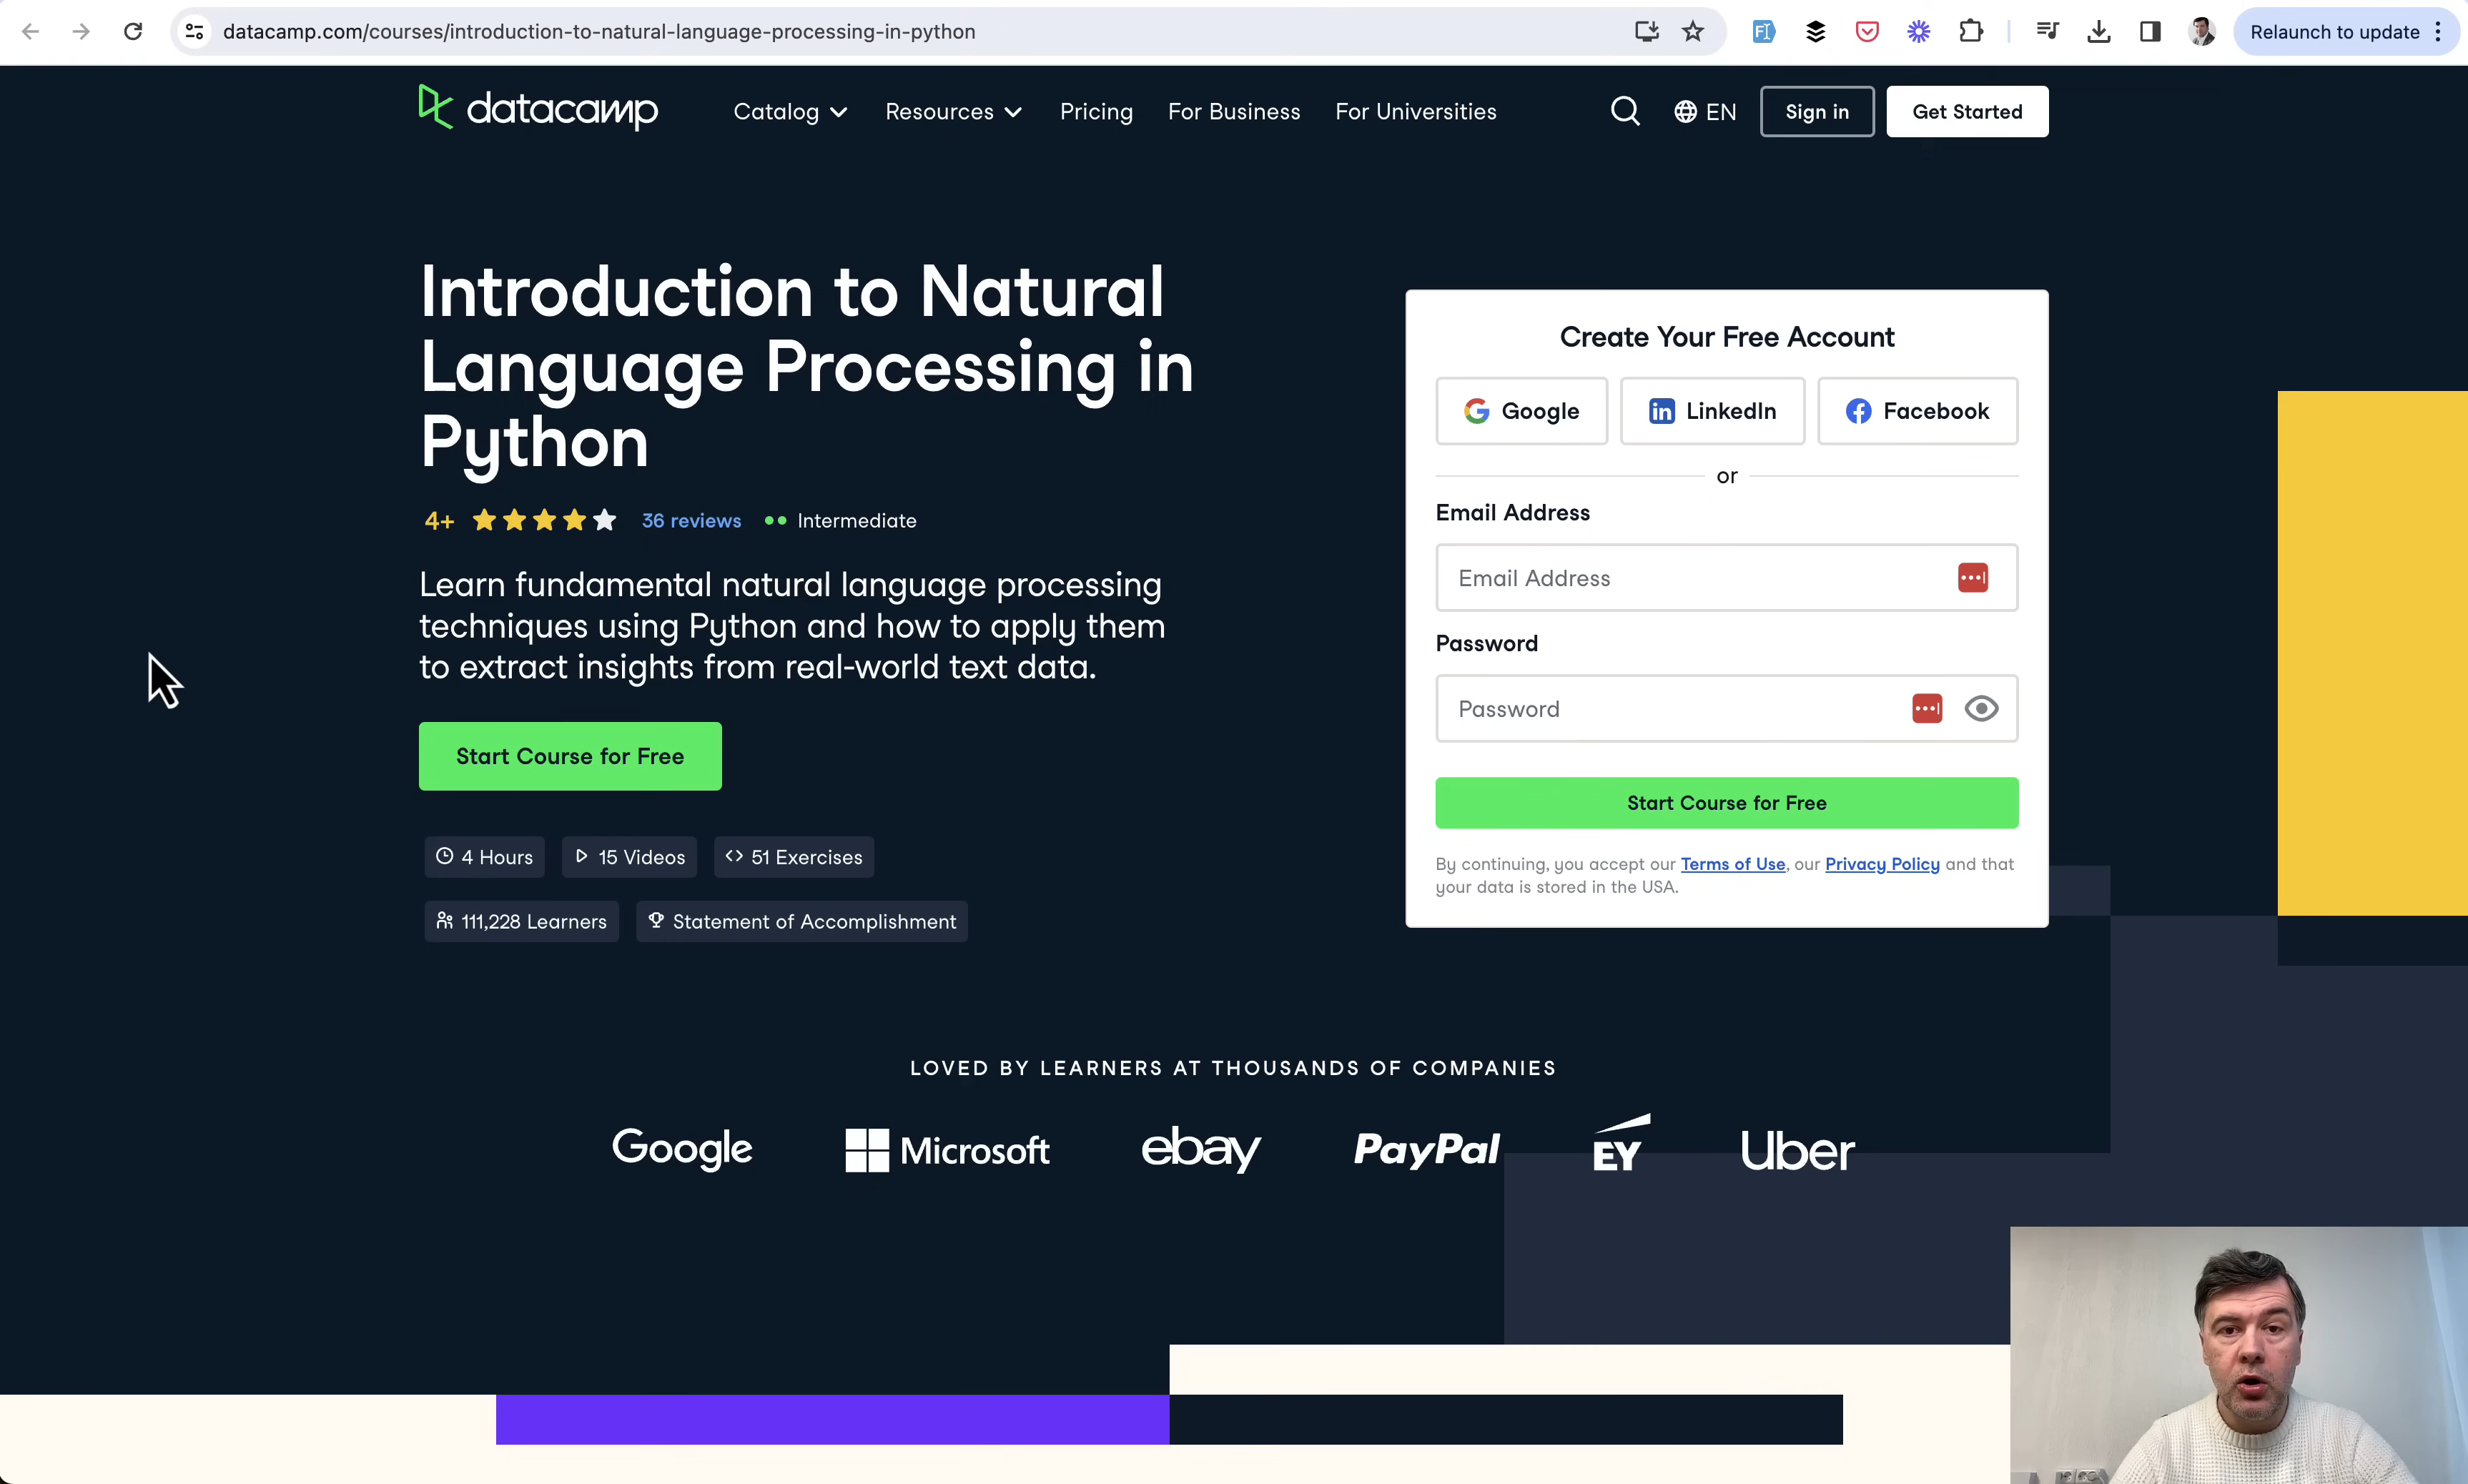 datacamp.com/courses/introduction-to-natural-language-processing-in-python
FI
Relaunch to update
datacamp
Catalog
Resources
Pricing
For Business
For Universities
EN
Sign in
Get Started
Introduction to Natural
Language Processing in
Python
4+
36 reviews
Intermediate
Learn fundamental natural language processing
techniques using Python and how to apply them
to extract insights from real-world text data.
Start Course for Free
4 Hours
15 Videos
51 Exercises
111,228 Learners
Statement of Accomplishment
Create Your Free Account
Google
in LinkedIn
Facebook
or
Email Address
Email Address
Password
Password
Start Course for Free
By continuing, you accept our Terms of Use, our Privacy Policy and that
your data is stored in the USA.
LOVED BY LEARNERS AT THOUSANDS OF COMPANIES
Google
Microsoft
ebay
PayPal
EY
Uber